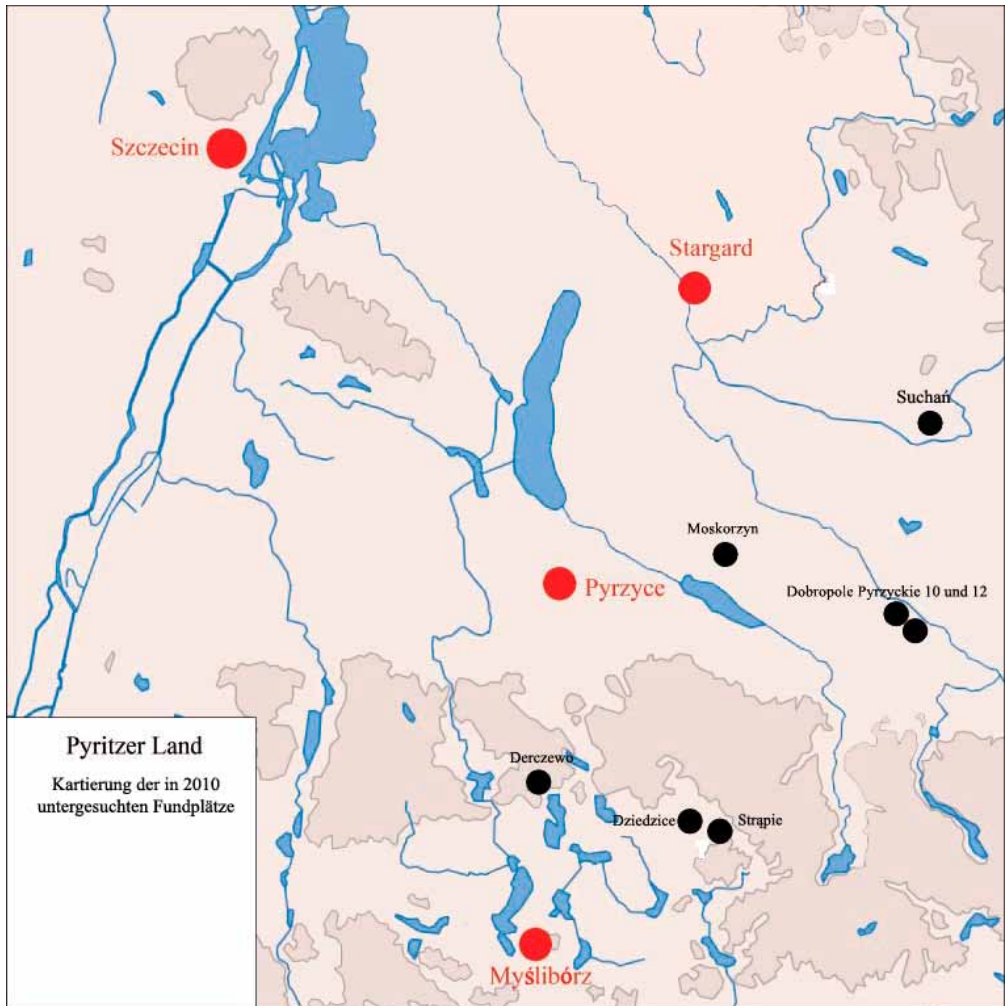 Szczecin
Stargard
Suchań
Moskorzyn
Pyrzyce
Dobropole Pyrzyckie 10 und 12
Pyritzer Land
Kartierung der in 2010
untergesuchten Fundplätze
Derczewo
Dziedzice
Strąpie
Myślibórz